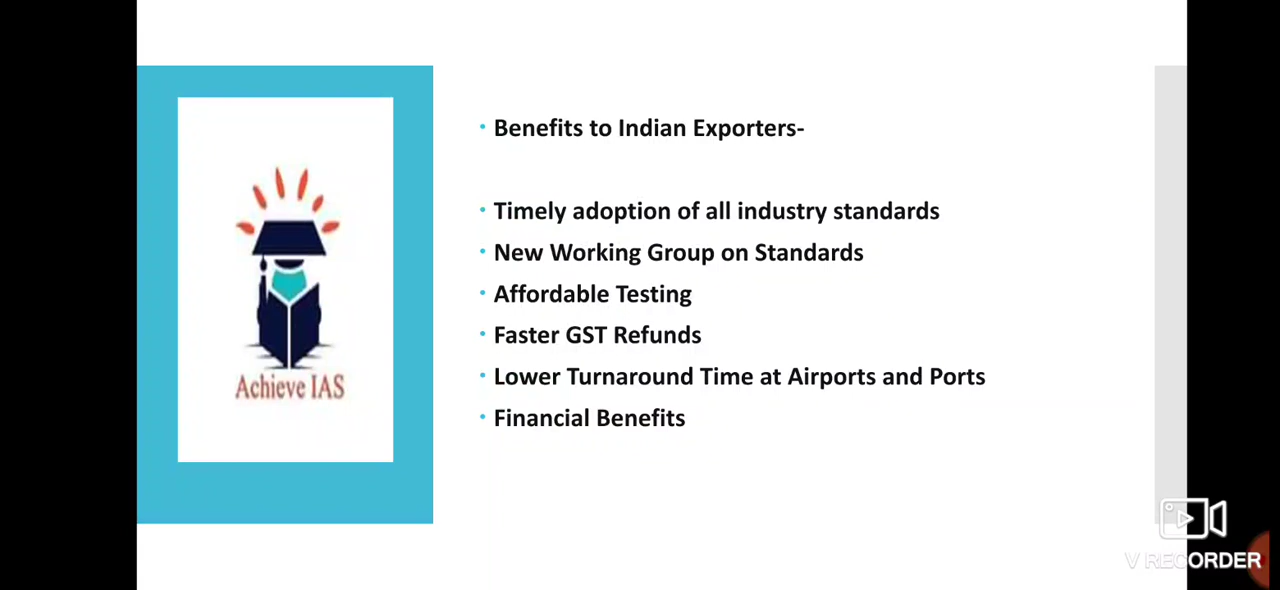 Benefits to Indian Exporters-
Timely adoption of all industry standards
New Working Group on Standards
Affordable Testing
Faster GST Refunds
Lower Turnaround Time at Airports and Ports
Financial Benefits
Achieve IAS
V RECORDER